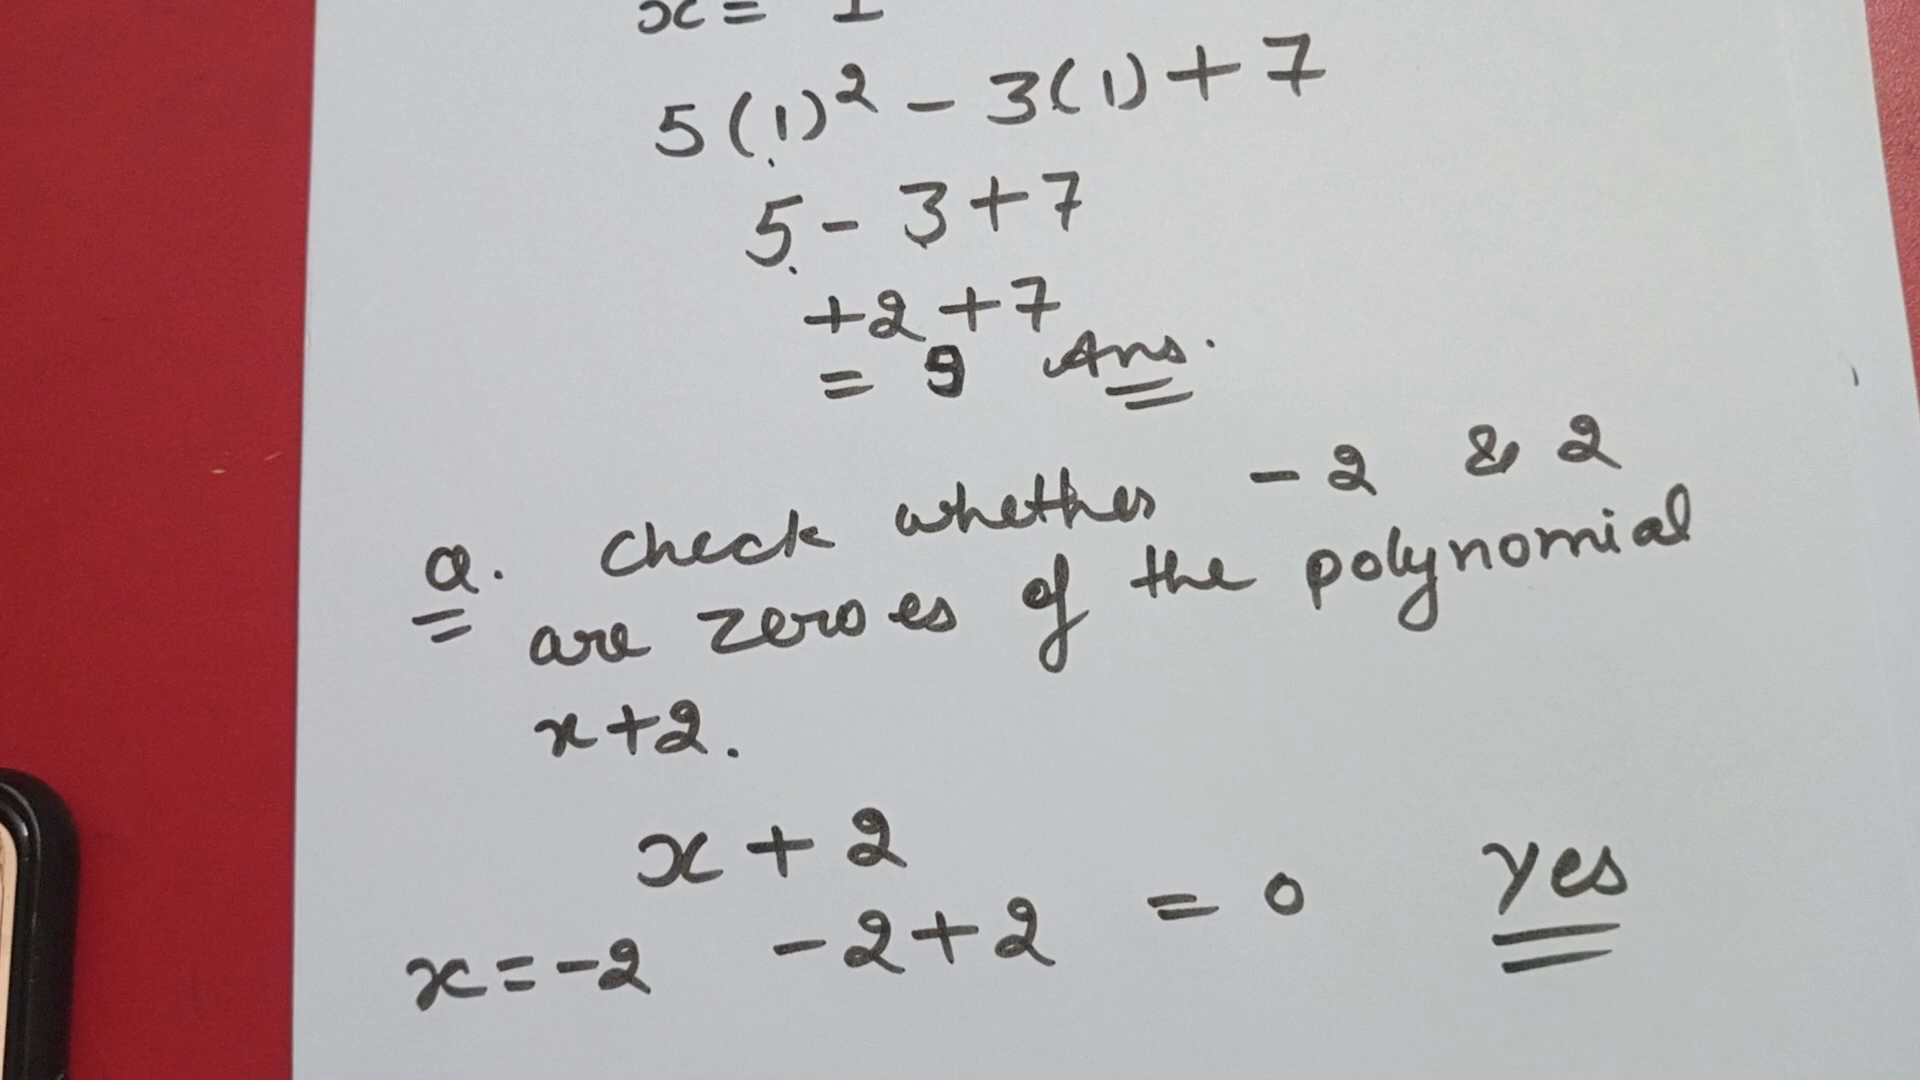 x = 1
5(1)² - 3(1) + 7
5 - 3 + 7
+2 + 7
= 9 Ans.
Q. Check whether -2 & 2
are zeroes of the polynomial
x+2.
x + 2
x = -2 -2+2 = 0 Yes